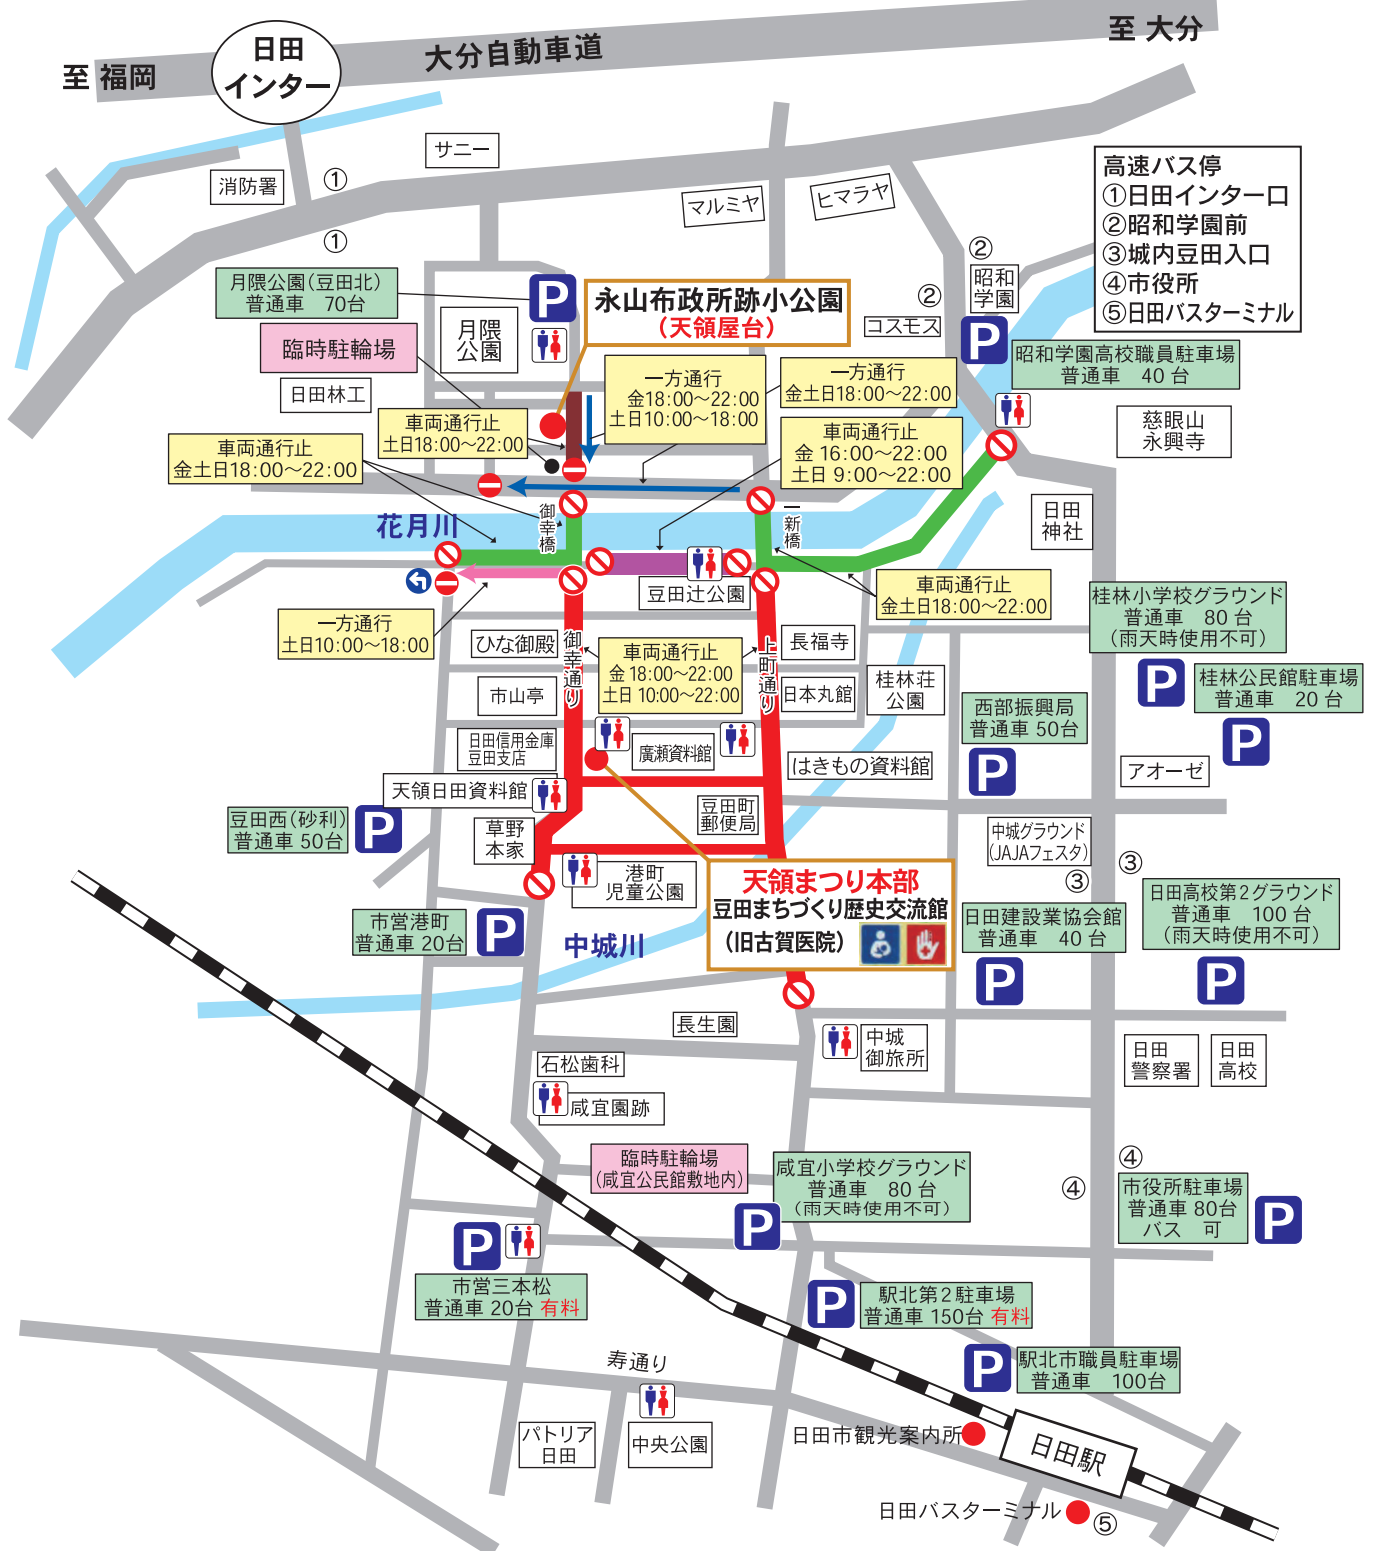 至 福岡
日田
インター
大分自動車道
至 大分
サニー
消防署
①
①
マルミヤ
ヒマラヤ
高速バス停
①日田インター口
②昭和学園前
③城内豆田入口
④市役所
⑤日田バスターミナル
②
昭和
学園
②
コスモス
月隈公園(豆田北)
普通車 70台
P
永山布政所跡小公園
(天領屋台)
臨時駐輪場
月隈
公園
P
昭和学園高校職員駐車場
普通車 40台
日田林工
一方通行
金18:00〜22:00
土日10:00〜18:00
一方通行
金土日18:00〜22:00
車両通行止
土日18:00〜22:00
車両通行止
金 16:00〜22:00
土日 9:00〜22:00
慈眼山
永興寺
車両通行止
金土日18:00〜22:00
花月川
御幸橋
一新橋
日田
神社
豆田辻公園
車両通行止
金土日18:00〜22:00
桂林小学校グラウンド
普通車 80台
(雨天時使用不可)
一方通行
土日10:00〜18:00
ひな御殿
御幸通り
車両通行止
金 18:00〜22:00
土日 10:00〜22:00
上町通り
長福寺
P
桂林公民館駐車場
普通車 20台
市山亭
日本丸館
桂林荘
公園
西部振興局
普通車 50台
P
P
日田信用金庫
豆田支店
廣瀬資料館
はきもの資料館
アオーゼ
天領日田資料館
豆田町
郵便局
豆田西(砂利)
普通車 50台
P
草野
本家
中城グラウンド
(JAJAフェスタ)
③
③
港町
児童公園
天領まつり本部
豆田まちづくり歴史交流館
(旧古賀医院)
日田高校第2グラウンド
普通車 100台
(雨天時使用不可)
市営港町
普通車 20台
P
中城川
日田建設業協会館
普通車 40台
P
P
長生園
中城
御旅所
日田
警察署
日田
高校
石松歯科
咸宜園跡
臨時駐輪場
(咸宜公民館敷地内)
咸宜小学校グラウンド
普通車 80台
(雨天時使用不可)
④
④
市役所駐車場
普通車 80台
バス 可
P
P
P
市営三本松
普通車 20台 有料
P
駅北第2駐車場
普通車 150台 有料
寿通り
P
駅北市職員駐車場
普通車 100台
パトリア
日田
中央公園
日田市観光案内所
日田駅
日田バスターミナル
⑤